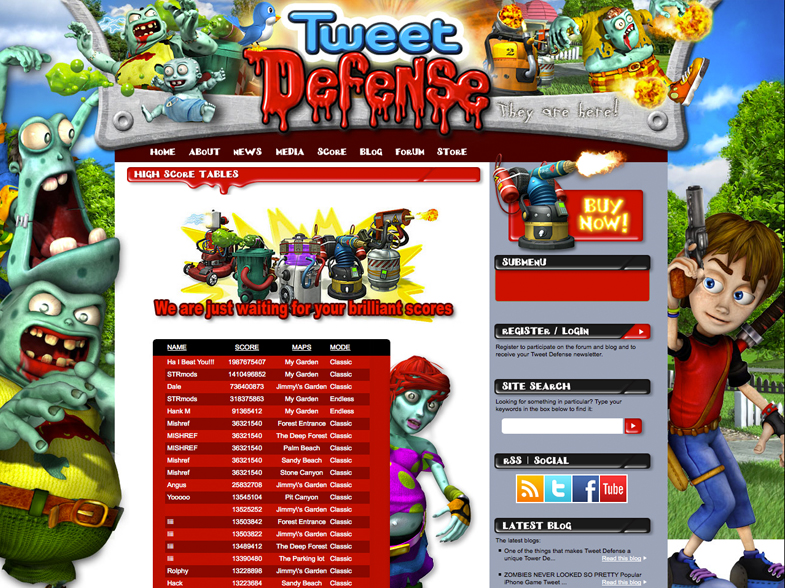 Tweet
Defense
They are here!
HOME ABOUT NEWS MEDIA SCORE BLOG FORUM STORE
HIGH SCORE TABLES
We are just waiting for your brilliant scores
NAME SCORE MAPS MODE
Ha I Beat You!!! 1987675407 My Garden Classic
STRmods 1410496852 My Garden Classic
Dale 736400873 Jimmy\'s Garden Classic
STRmods 318375863 My Garden Endless
Hank M 91365412 My Garden Endless
Mishref 36321540 Forest Entrance Classic
MISHREF 36321540 The Deep Forest Classic
MISHREF 36321540 Palm Beach Classic
Mishref 36321540 Sandy Beach Classic
Mishref 36321540 Stone Canyon Classic
Angus 25832708 Jimmy\'s Garden Classic
Yooooo 13545104 Pit Canyon Classic
13525252 Jimmy\'s Garden Classic
13503842 Forest Entrance Classic
13503822 Jimmy\'s Garden Classic
13489412 The Deep Forest Classic
13390480 The Parking lot Classic
Rolphy 13228898 Jimmy\'s Garden Classic
Hack 13223684 Sandy Beach Classic
2
BUY
NOW!
SUBMENU
REGISTER / LOGIN
Register to participate on the forum and blog and to
receive your Tweet Defense newsletter.
SITE SEARCH
Looking for something in particular? Type your
keywords in the box below to find it:
RSS | SOCIAL
t f You Tube
LATEST BLOG
The latest blogs:
One of the things that makes Tweet Defense a
unique Tower De... Read this blog
ZOMBIES NEVER LOOKED SO PRETTY Popular
iPhone Game Tweet ... Read this blog